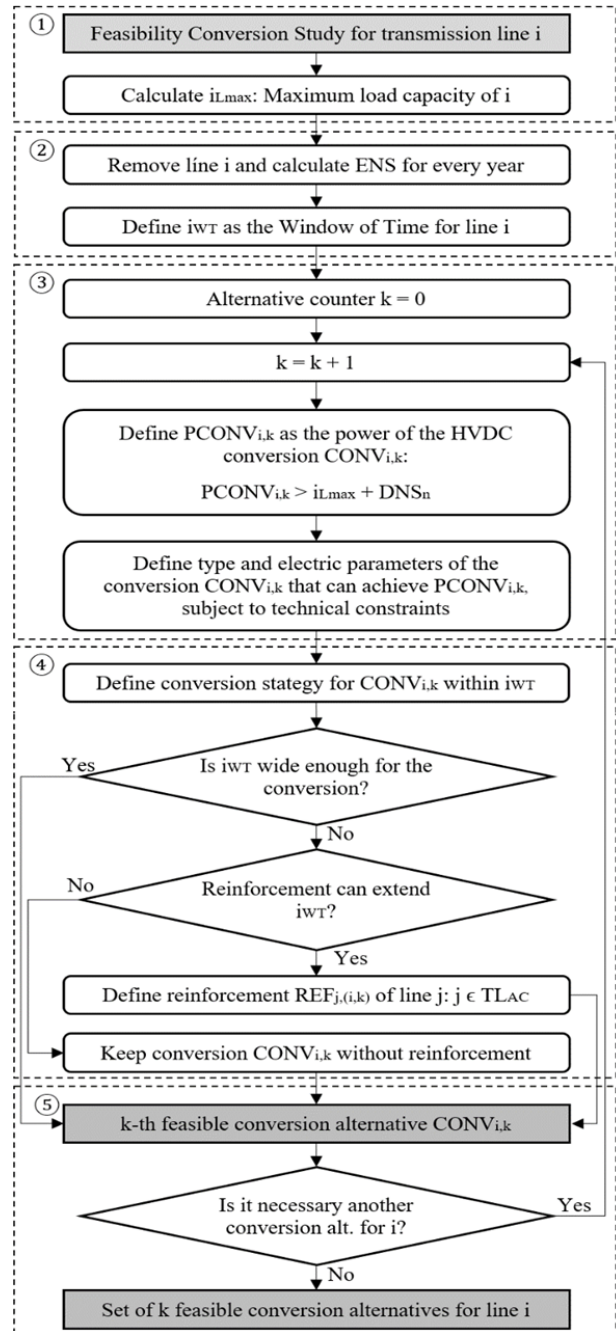 ①
Feasibility Conversion Study for transmission line i
Calculate iLmax: Maximum load capacity of i
②
Remove líne i and calculate ENS for every year
Define iWT as the Window of Time for line i
③
Alternative counter k = 0
k = k + 1
Define PCONVi,k as the power of the HVDC
conversion CONVi,k:
PCONVi,k > iLmax + DNSn
Define type and electric parameters of the
conversion CONVi,k that can achieve PCONVi,k,
subject to technical constraints
④
Define conversion stategy for CONVi,k within iWT
Yes
Is iWT wide enough for the
conversion?
No
No
Reinforcement can extend
iWT?
Yes
Define reinforcement REFj,(i,k) of line j: j ϵ TLAC
Keep conversion CONVi,k without reinforcement
⑤
k-th feasible conversion alternative CONVi,k
Is it necessary another
conversion alt. for i?
Yes
No
Set of k feasible conversion alternatives for line i